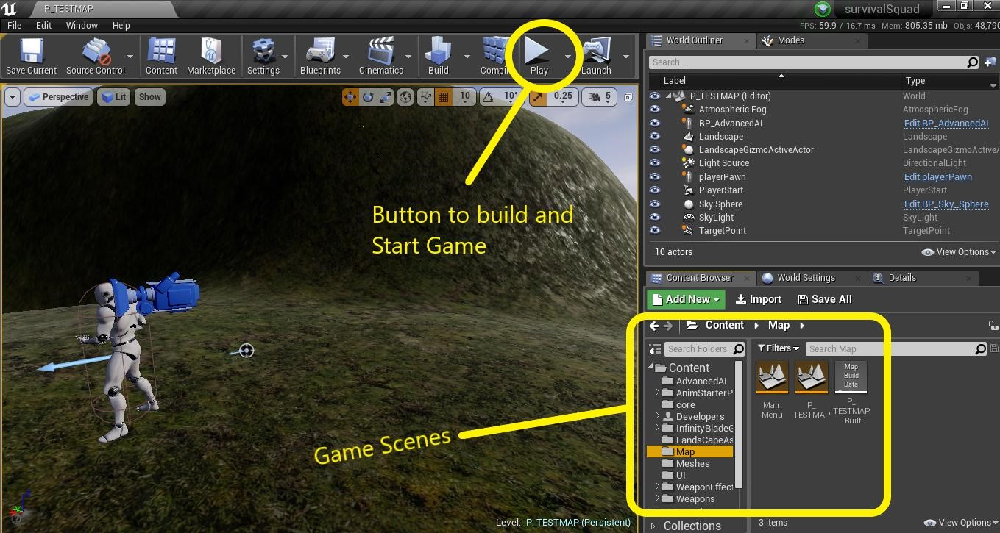 P_TESTMAP
survivalSquad
File Edit Window Help
FPS: 59.9 / 16.7 ms Mem: 805.35 mb Objs: 48,790
Save Current Source Control Content Marketplace Settings Blueprints Cinematics Build Play Launch
World Outliner Modes
Search...
Label Type
P_TESTMAP (Editor) World
Atmospheric Fog AtmosphericFog
BP_AdvancedAI Edit BP_AdvancedAI
Landscape Landscape
LandscapeGizmoActiveActor LandscapeGizmoActiveA
Light Source DirectionalLight
playerPawn Edit playerPawn
PlayerStart PlayerStart
Sky Sphere Edit BP_Sky_Sphere
SkyLight SkyLight
TargetPoint TargetPoint
10 actors View Options
Perspective Lit Show 10 10° 0.25 5
Button to build and
Start Game
Game Scenes
Level: P_TESTMAP (Persistent)
Content Browser World Settings Details
Add New Import Save All
Content Map
Search Folders Filters Search Map
Content
AdvancedAI
AnimStarterP
core
Developers
InfinityBladeG
LandsCapeAs
Map
Meshes
UI
WeaponEffect
Weapons
Collections
Map
Build
Data
Main
Menu
P_
TESTMAP
P_
TESTMAP
Built
3 items View Options